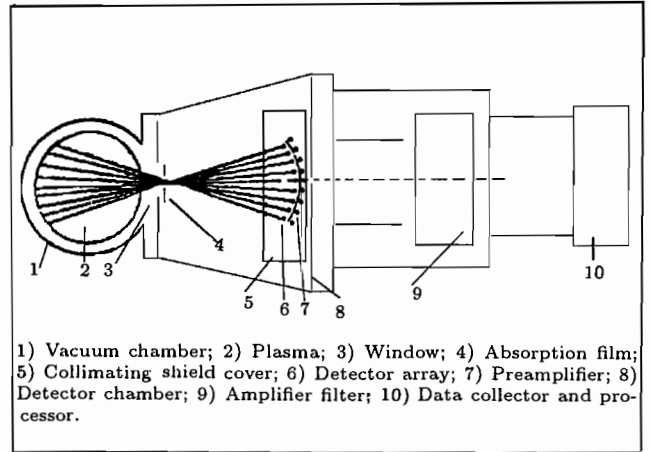 1 2 3 4 5 6 7 8 9 10
1) Vacuum chamber; 2) Plasma; 3) Window; 4) Absorption film;
5) Collimating shield cover; 6) Detector array; 7) Preamplifier; 8)
Detector chamber; 9) Amplifier filter; 10) Data collector and pro-
cessor.